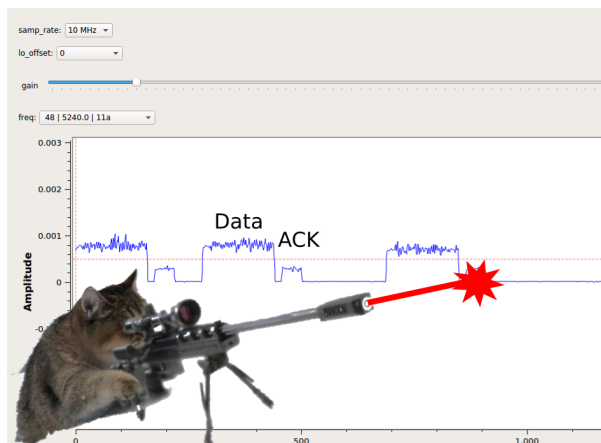 samp_rate: 10 MHz
lo_offset: 0
gain
freq: 48 | 5240.0 | 11a
0.003
0.002
Data
ACK
0.001
Amplitude
0
0
500
1,000